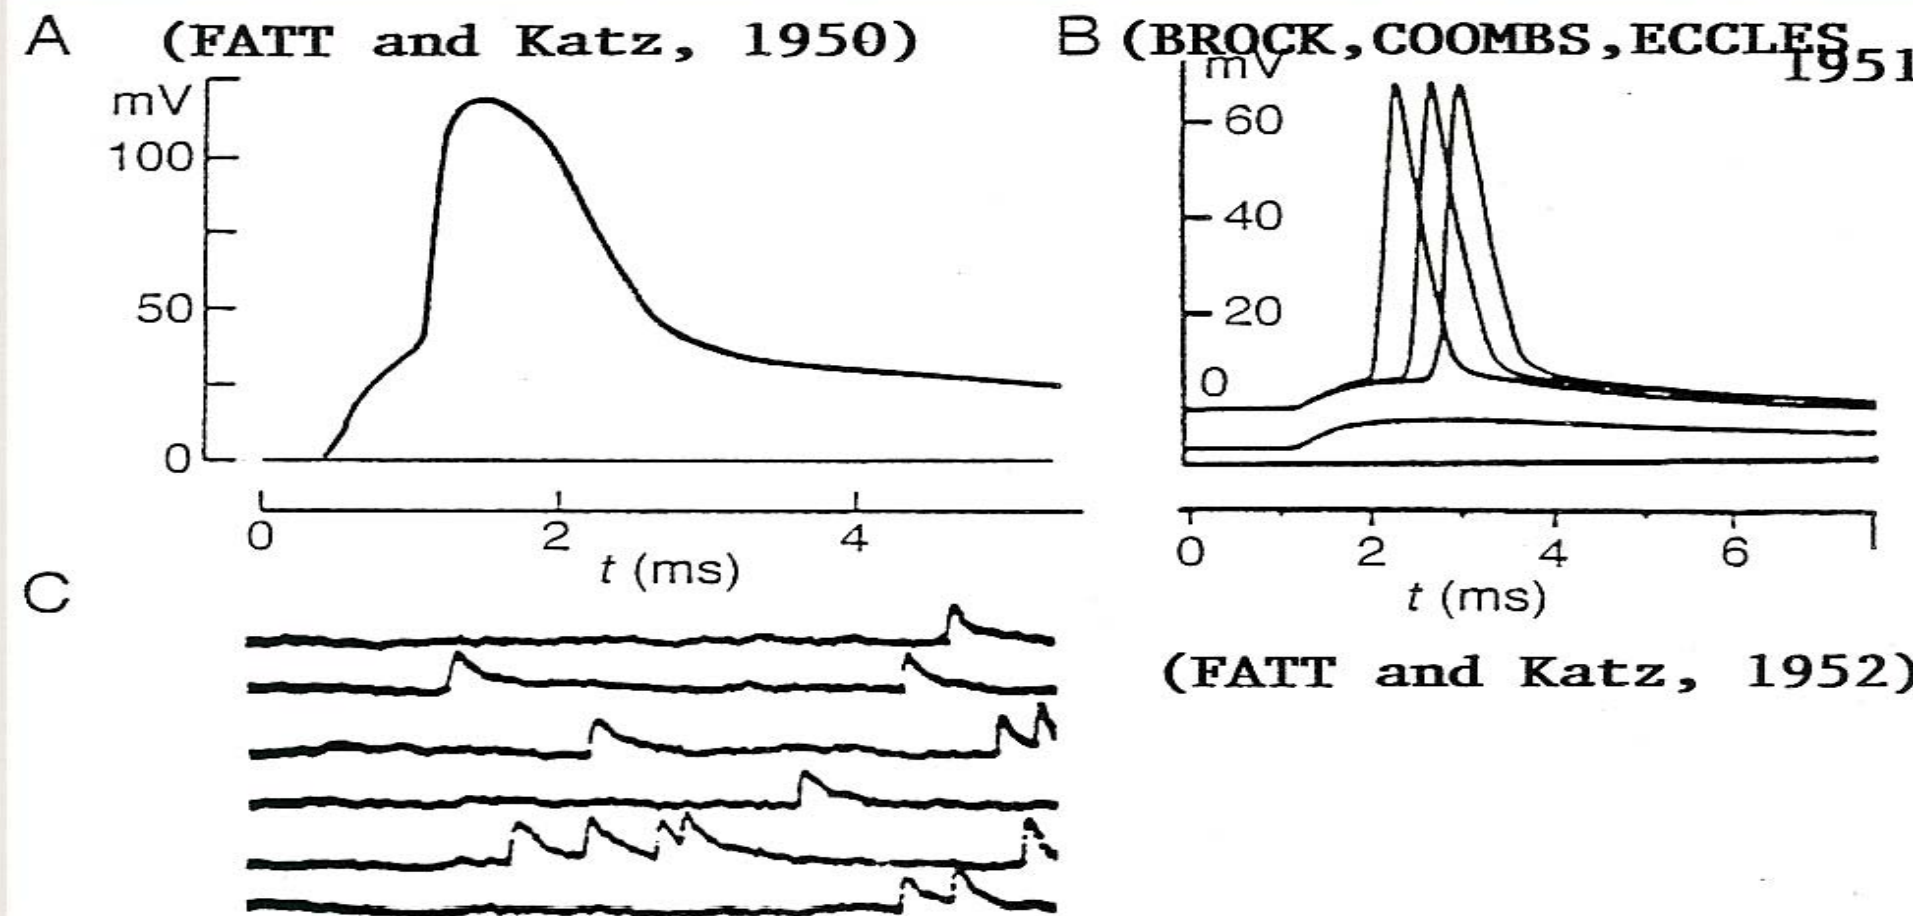 A (FATT and Katz, 1950)
mV
100
50
0
0 2 4
t (ms)
B (BROCK,COOMBS,ECCLES
1951
mV
60
40
20
0
0 2 4 6
t (ms)
C
(FATT and Katz, 1952)